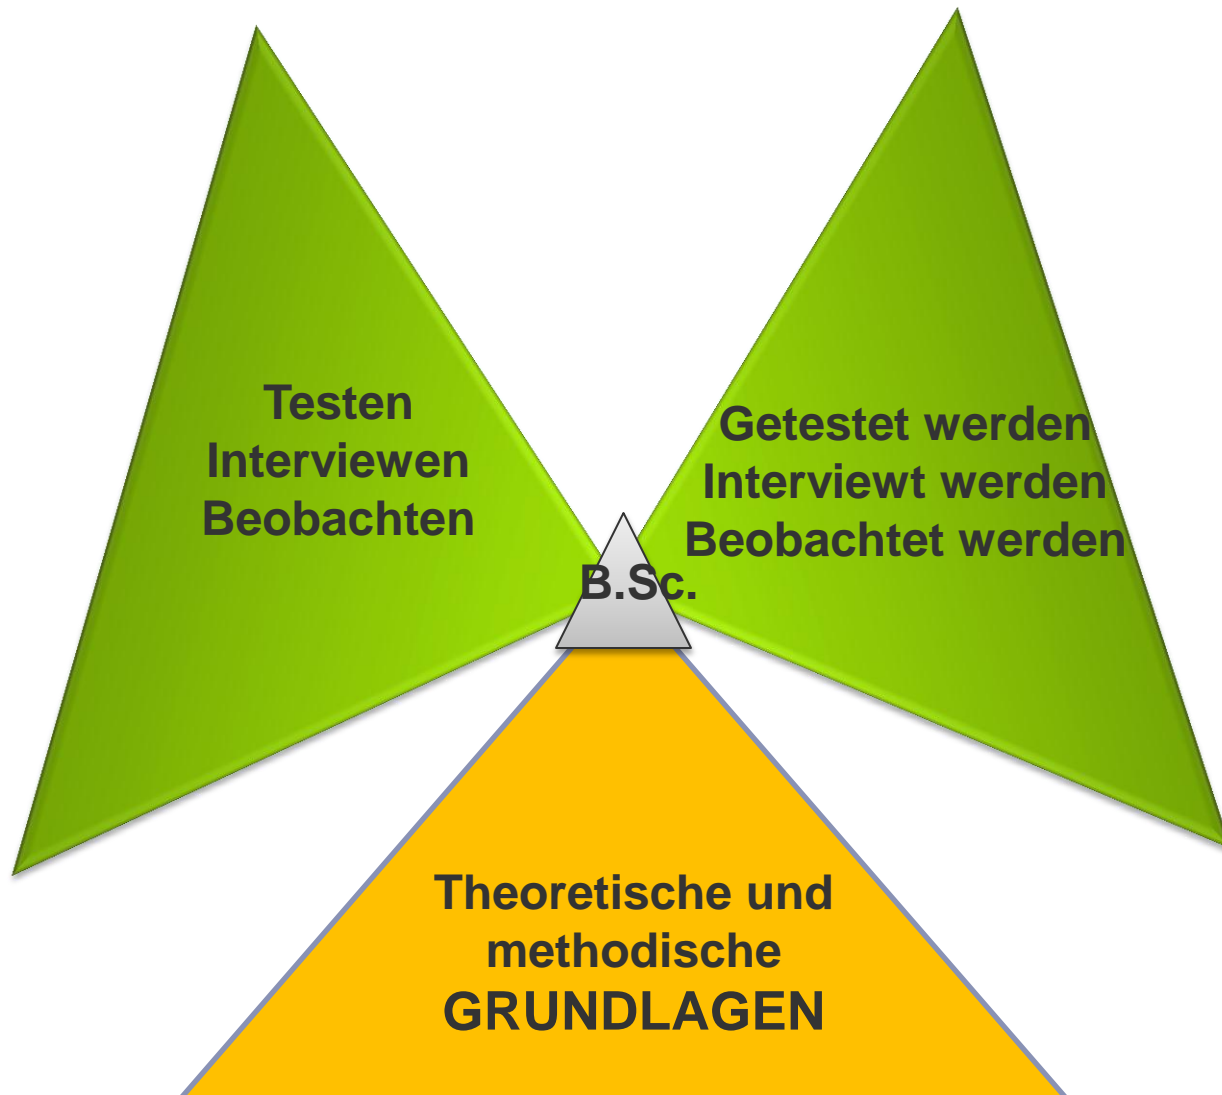 Testen
Interviewen
Beobachten
Getestet werden
Interviewt werden
Beobachtet werden
B.Sc.
Theoretische und
methodische
GRUNDLAGEN